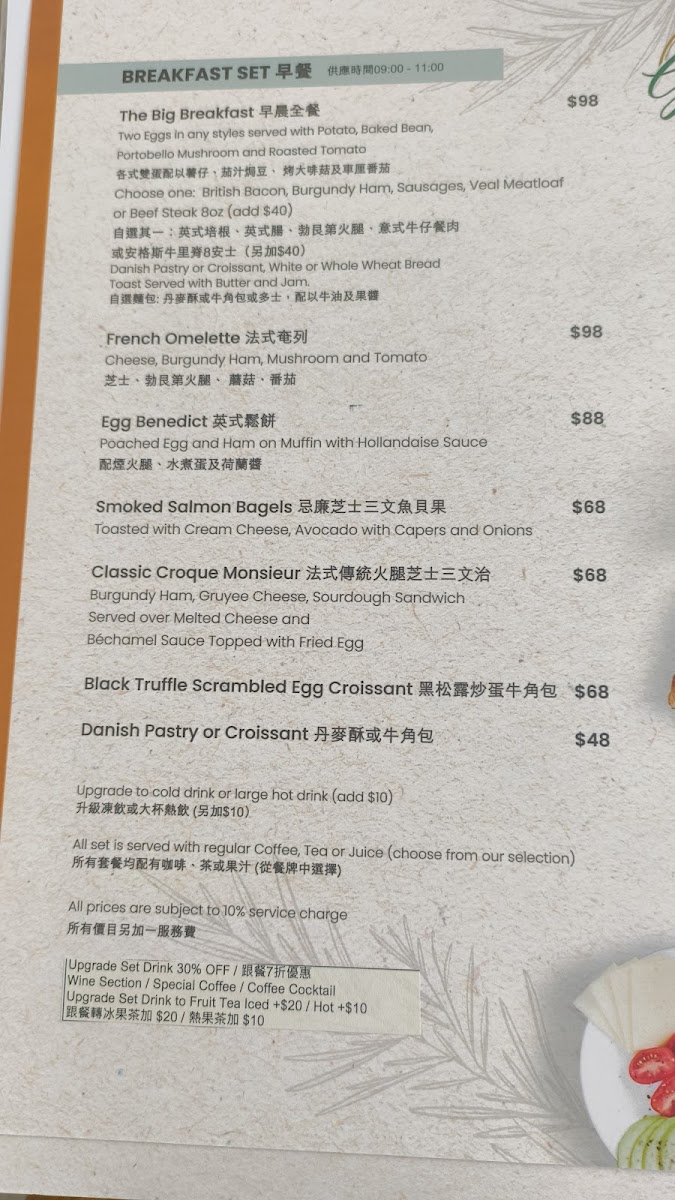 BREAKFAST SET 早餐 供應時間09:00 - 11:00
The Big Breakfast 早晨全餐 $98
Two Eggs in any styles served with Potato, Baked Bean,
Portobello Mushroom and Roasted Tomato
各式雙蛋配以薯仔、茄汁焗豆、烤大啡菇及車厘番茄
Choose one: British Bacon, Burgundy Ham, Sausages, Veal Meatloaf
or Beef Steak 8oz (add $40)
自選其一：英式培根、英式腸、勃艮第火腿、意式牛仔餐肉
或安格斯牛里脊8安士（另加$40）
Danish Pastry or Croissant, White or Whole Wheat Bread
Toast Served with Butter and Jam.
自選麵包: 丹麥酥或牛角包或多士，配以牛油及果醬
French Omelette 法式奄列 $98
Cheese, Burgundy Ham, Mushroom and Tomato
芝士、勃艮第火腿、蘑菇、番茄
Egg Benedict 英式鬆餅 $88
Poached Egg and Ham on Muffin with Hollandaise Sauce
配煙火腿、水煮蛋及荷蘭醬
Smoked Salmon Bagels 忌廉芝士三文魚貝果 $68
Toasted with Cream Cheese, Avocado with Capers and Onions
Classic Croque Monsieur 法式傳統火腿芝士三文治 $68
Burgundy Ham, Gruyee Cheese, Sourdough Sandwich
Served over Melted Cheese and
Béchamel Sauce Topped with Fried Egg
Black Truffle Scrambled Egg Croissant 黑松露炒蛋牛角包 $68
Danish Pastry or Croissant 丹麥酥或牛角包 $48
Upgrade to cold drink or large hot drink (add $10)
升級凍飲或大杯熱飲 (另加$10)
All set is served with regular Coffee, Tea or Juice (choose from our selection)
所有套餐均配有咖啡、茶或果汁 (從餐牌中選擇)
All prices are subject to 10% service charge
所有價目另加一服務費
Upgrade Set Drink 30% OFF / 跟餐7折優惠
Wine Section / Special Coffee / Coffee Cocktail
Upgrade Set Drink to Fruit Tea Iced +$20 / Hot +$10
跟餐轉冰果茶加 $20 / 熱果茶加 $10